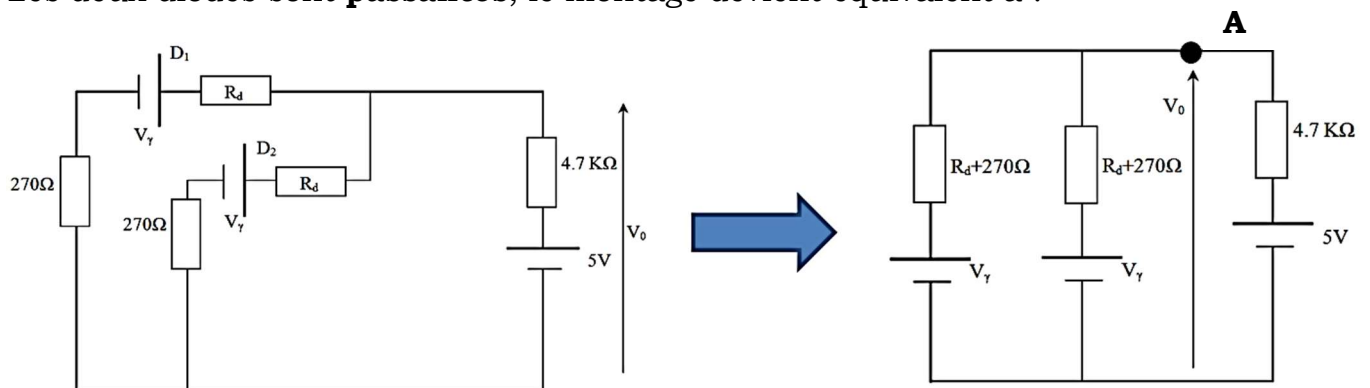 Les deux diodes sont passantes, le montage devient équivalent à :
A
D₁
Rd
Vγ
V₀
4.7 KΩ
D₂
4.7 KΩ
Rd+270Ω
Rd+270Ω
270Ω
Rd
270Ω
Vγ
V₀
5V
5V
Vγ
Vγ